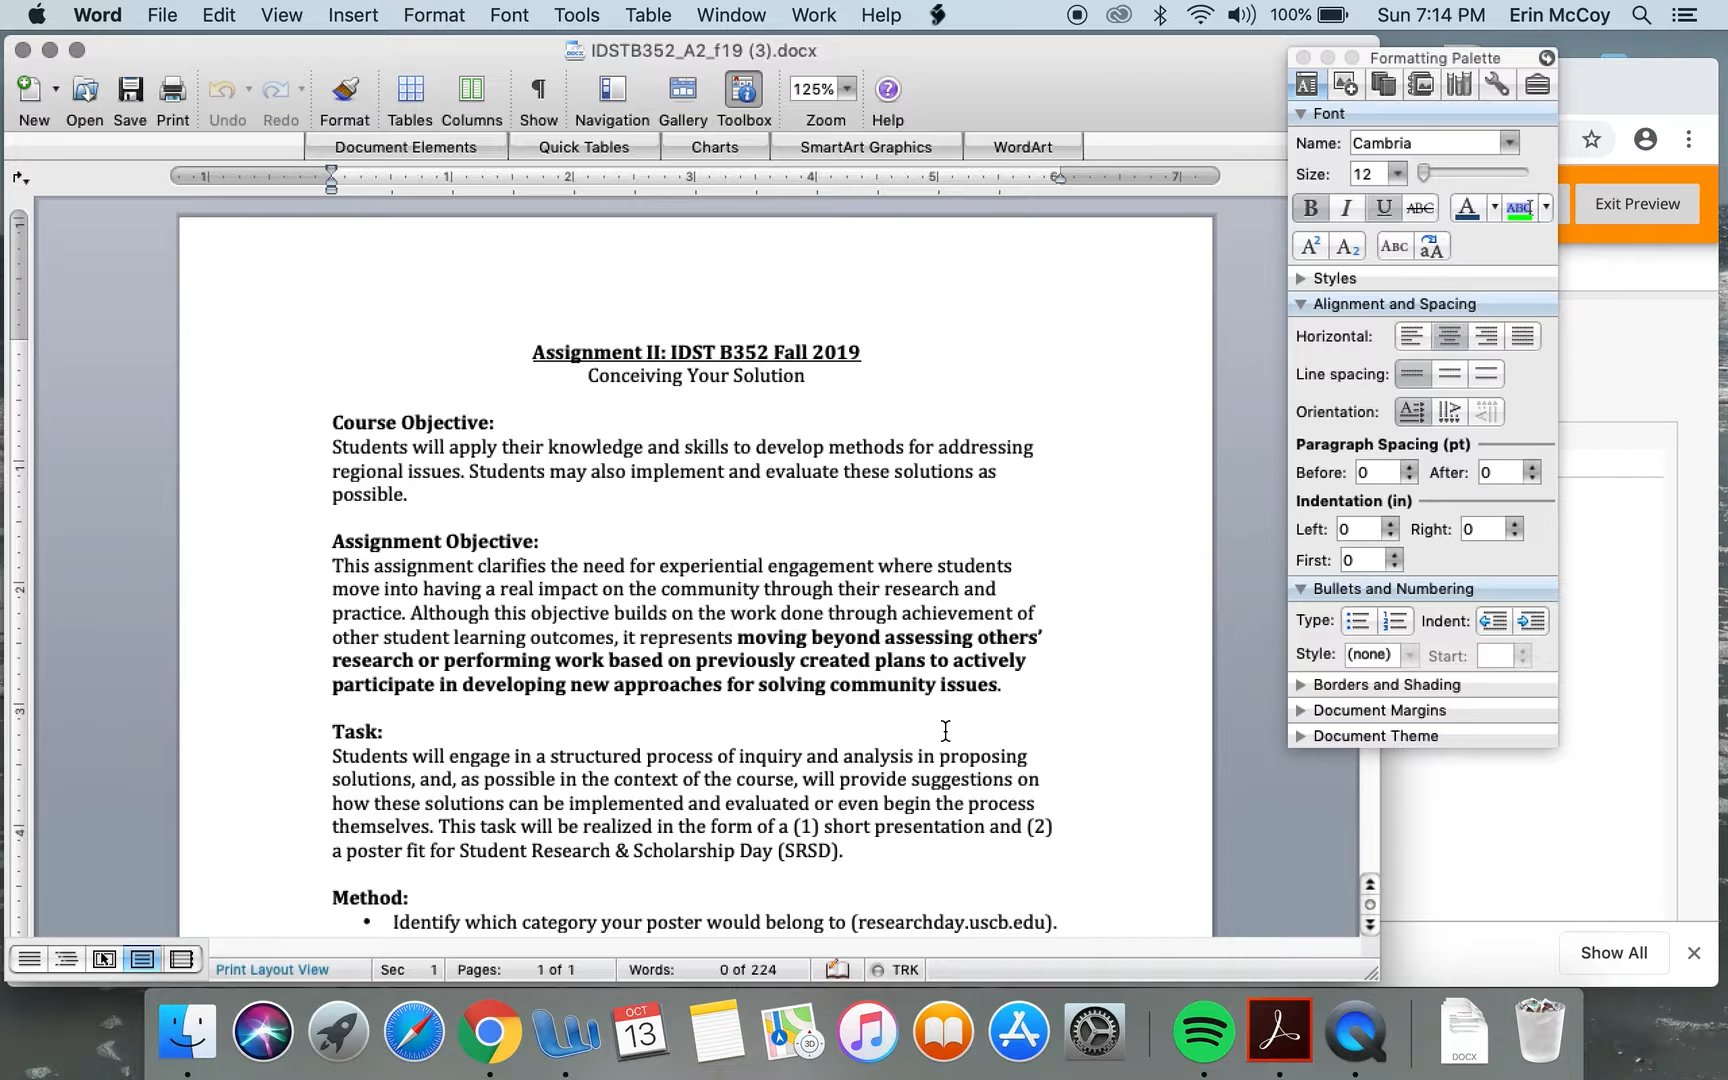 Word File Edit View Insert Format Font Tools Table Window Work Help 100% Sun 7:14 PM Erin McCoy
IDSTB352_A2_f19 (3).docx
New Open Save Print Undo Redo Format Tables Columns Show Navigation Gallery Toolbox 125% Zoom Help
Document Elements Quick Tables Charts SmartArt Graphics WordArt
Assignment II: IDST B352 Fall 2019
Conceiving Your Solution
Course Objective:
Students will apply their knowledge and skills to develop methods for addressing
regional issues. Students may also implement and evaluate these solutions as
possible.
Assignment Objective:
This assignment clarifies the need for experiential engagement where students
move into having a real impact on the community through their research and
practice. Although this objective builds on the work done through achievement of
other student learning outcomes, it represents moving beyond assessing others’
research or performing work based on previously created plans to actively
participate in developing new approaches for solving community issues.
Task:
Students will engage in a structured process of inquiry and analysis in proposing
solutions, and, as possible in the context of the course, will provide suggestions on
how these solutions can be implemented and evaluated or even begin the process
themselves. This task will be realized in the form of a (1) short presentation and (2)
a poster fit for Student Research & Scholarship Day (SRSD).
Method:
• Identify which category your poster would belong to (researchday.uscb.edu).
Print Layout View Sec 1 Pages: 1 of 1 Words: 0 of 224 TRK
Formatting Palette
Font
Name: Cambria
Size: 12
B I U ABC A ABC
A2 A2 ABC aA
Styles
Alignment and Spacing
Horizontal:
Line spacing:
Orientation:
Paragraph Spacing (pt)
Before: 0 After: 0
Indentation (in)
Left: 0 Right: 0
First: 0
Bullets and Numbering
Type: Indent:
Style: (none) Start:
Borders and Shading
Document Margins
Document Theme
Exit Preview
Show All
OCT
13
3D
DOCX